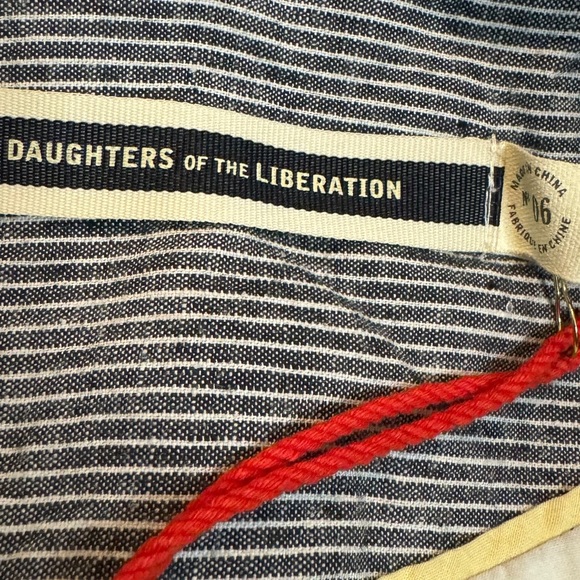 DAUGHTERS OF THE LIBERATION
MADE IN CHINA
Nº 06
FABRIQUÉ EN CHINE